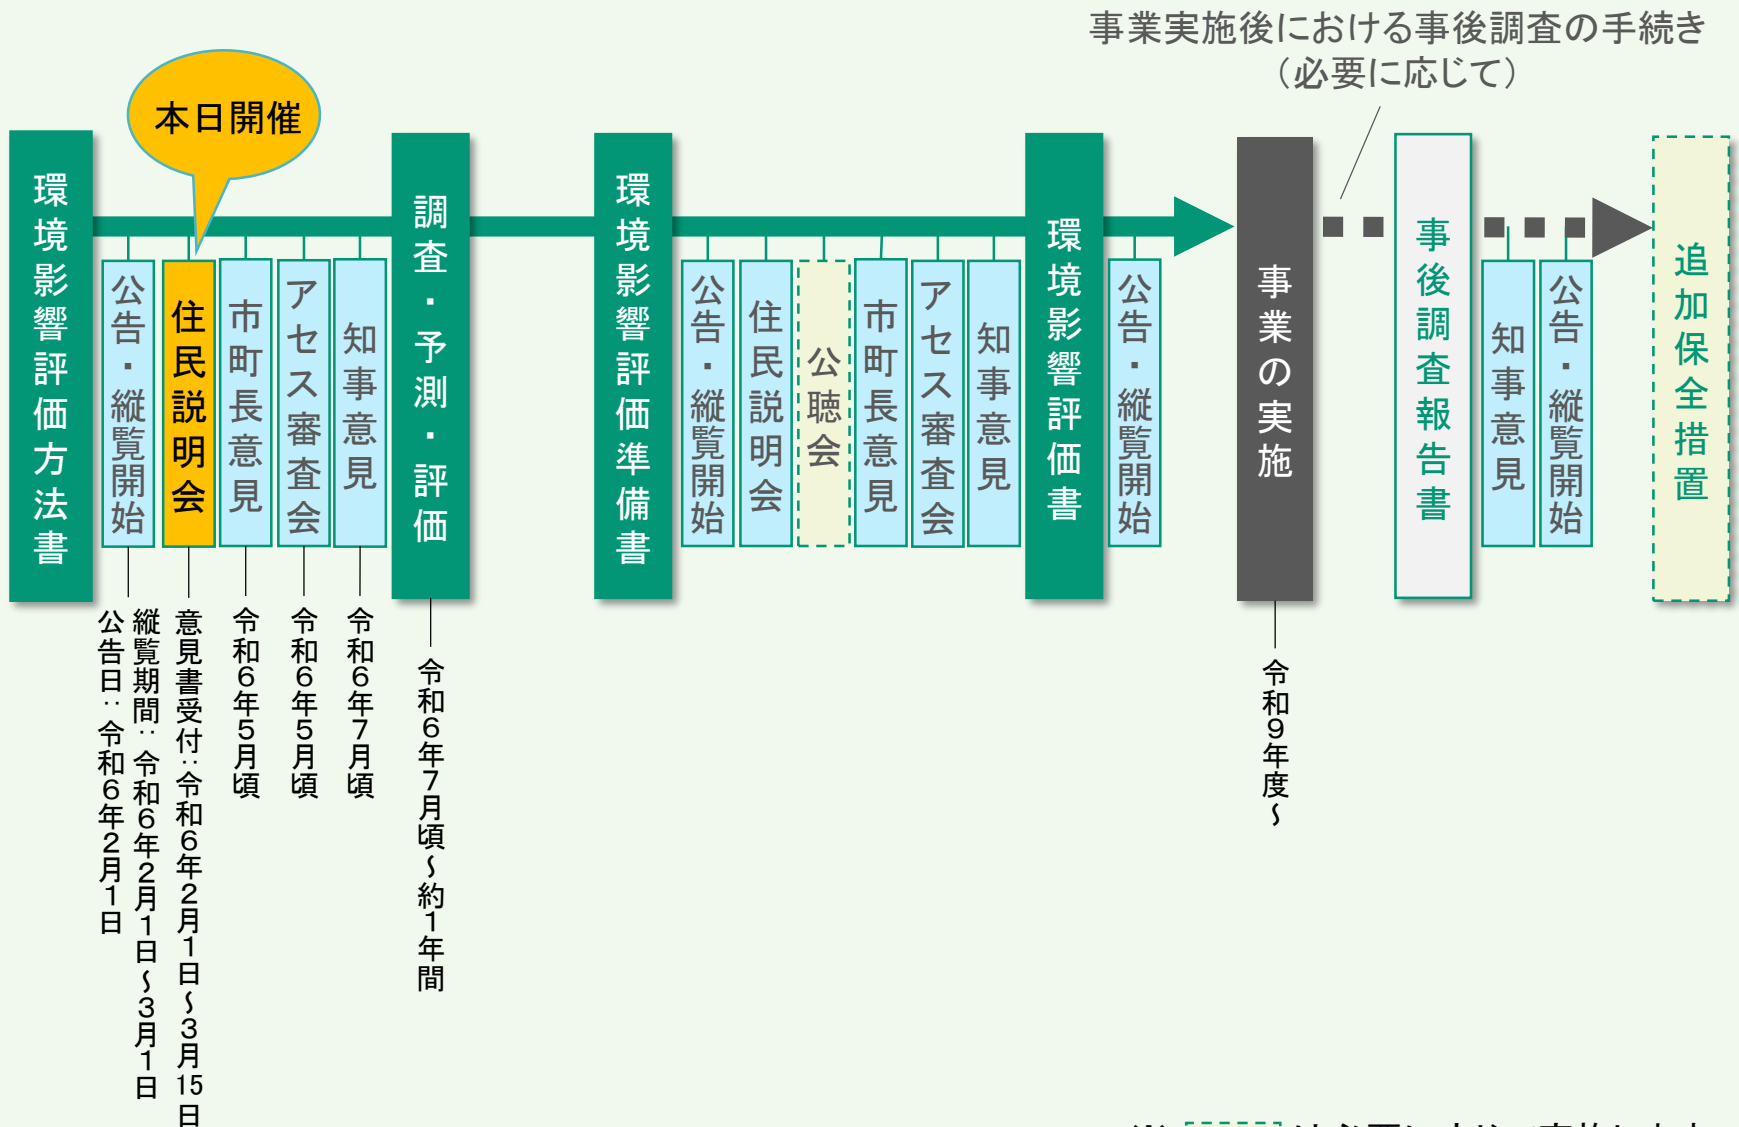 事業実施後における事後調査の手続き
（必要に応じて）
本日開催
環境影響評価方法書
公告・縦覧開始
住民説明会
市町長意見
アセス審査会
知事意見
調査・予測・評価
環境影響評価準備書
公告・縦覧開始
住民説明会
公聴会
市町長意見
アセス審査会
知事意見
環境影響評価書
公告・縦覧開始
事業の実施
事後調査報告書
知事意見
公告・縦覧開始
追加保全措置
公告日：令和６年２月１日
縦覧期間：令和６年２月１日～３月１日
意見書受付：令和６年２月１日～３月15日
令和６年５月頃
令和６年５月頃
令和６年７月頃
令和６年７月頃～約１年間
令和９年度～